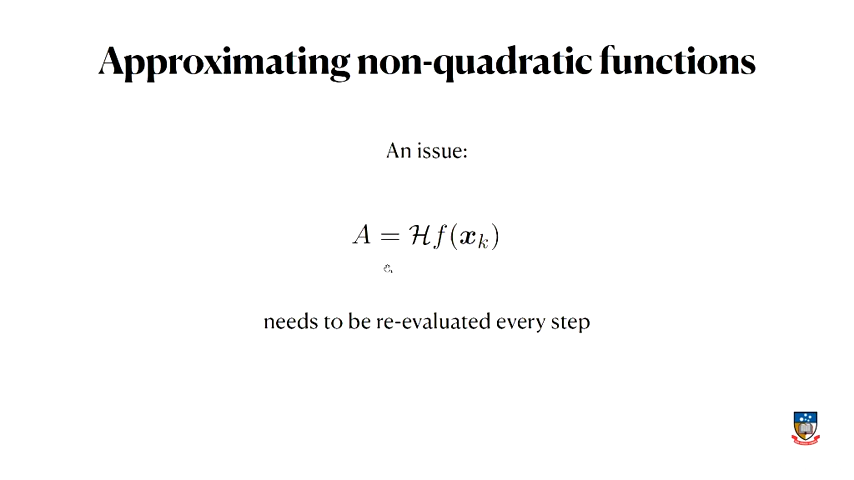 Approximating non-quadratic functions
An issue:
A = ℋf(𝒙ₖ)
needs to be re-evaluated every step